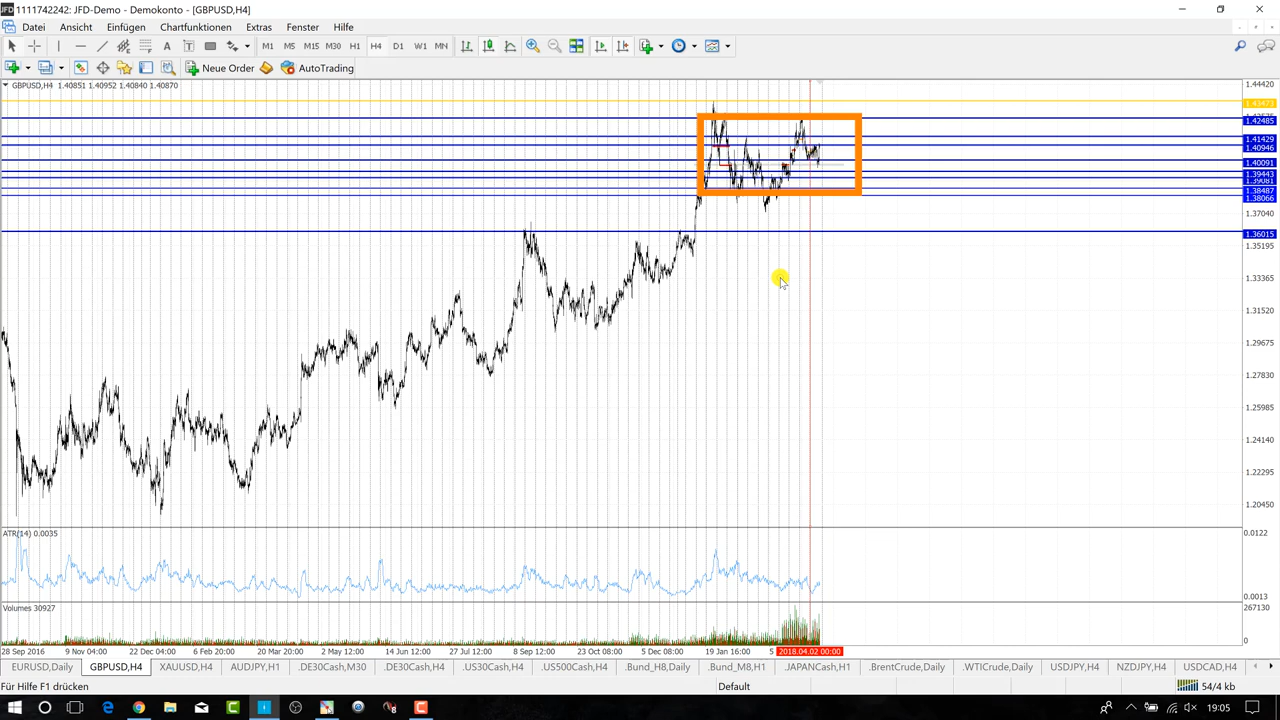 1111742242: JFD-Demo - Demokonto - [GBPUSD,H4]
Datei Ansicht Einfügen Chartfunktionen Extras Fenster Hilfe
A T M1 M5 M15 M30 H1 H4 D1 W1 MN
Neue Order AutoTrading
GBPUSD,H4 1.40851 1.40952 1.40840 1.40870
1.44420
1.43473
1.42485
1.41429
1.40946
1.40091
1.39443
1.39081
1.38487
1.38066
1.37040
1.36015
1.35195
1.33365
1.31520
1.29675
1.27830
1.25985
1.24140
1.22295
1.20450
ATR(14) 0.0035
0.0122
0.0013
Volumes 30927
267130
0
28 Sep 2016 9 Nov 04:00 22 Dec 04:00 6 Feb 20:00 20 Mar 20:00 2 May 12:00 14 Jun 12:00 27 Jul 12:00 8 Sep 12:00 23 Oct 08:00 5 Dec 08:00 19 Jan 16:00 5 2018.04.02 00:00
EURUSD,Daily GBPUSD,H4 XAUUSD,H4 AUDJPY,H1 .DE30Cash,M30 .DE30Cash,H4 .US30Cash,H4 .US500Cash,H4 .Bund_H8,Daily .Bund_M8,H1 .JAPANCash,H1 .BrentCrude,Daily .WTICrude,Daily USDJPY,H4 NZDJPY,H4 USDCAD,H4
Für Hilfe F1 drücken Default 54/4 kb
19:05